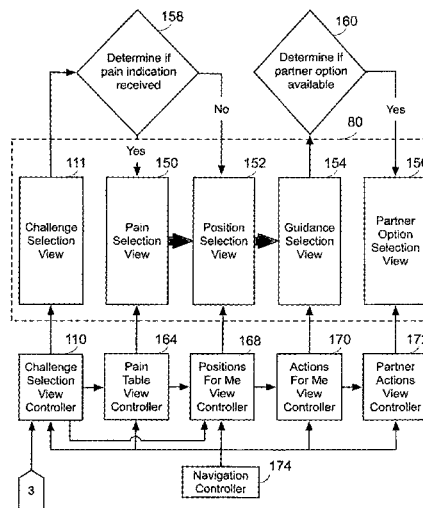 158
160
Determine if
pain indication
received
Determine If
partner option
available
No
Yes
80
111
Yes
150
152
154
156
Challenge
Selection
View
Pain
Selection
View
Position
Selection
View
Guidance
Selection
View
Partner
Option
Selection
View
110
164
168
170
172
Challenge
Selection
View
Controller
Pain
Table
View
Controller
Positions
For Me
View
Controller
Actions
For Me
View
Controller
Partner
Actions
View
Controller
3
Navigation
Controller
174